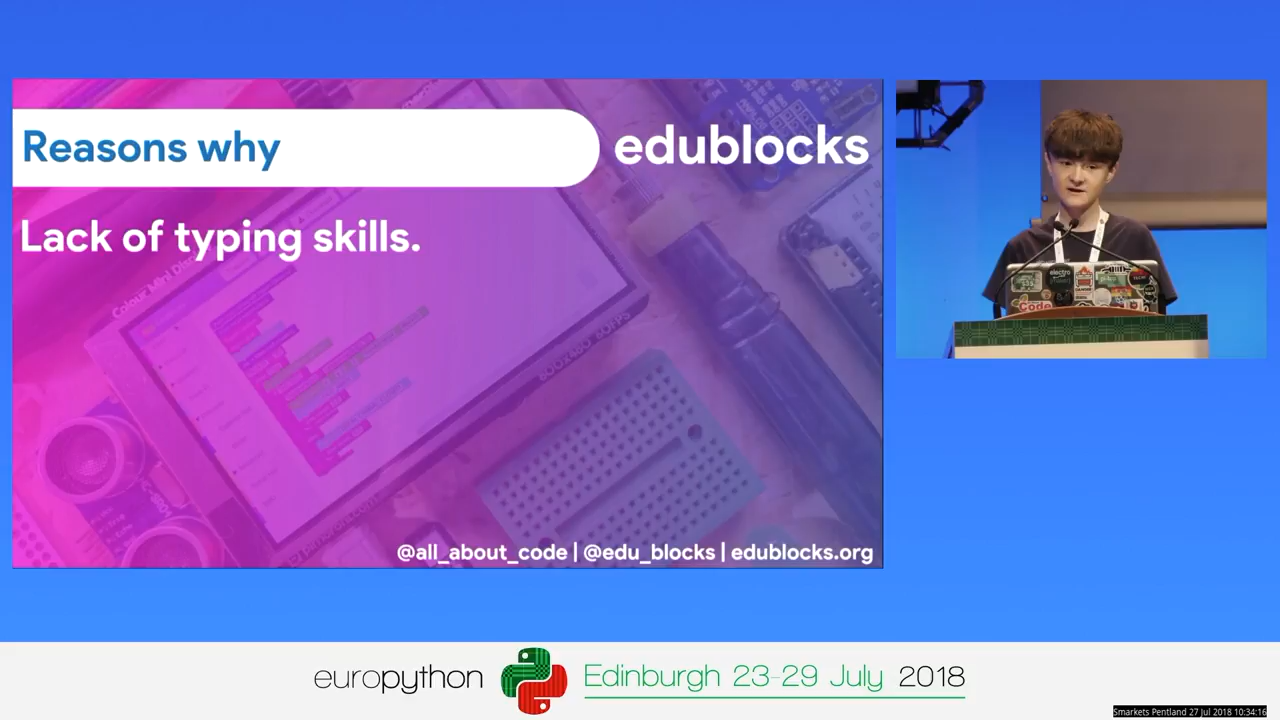 Reasons why
edublocks
Lack of typing skills.
@all_about_code | @edu_blocks | edublocks.org
Code
europython
Edinburgh 23-29 July 2018
Smarkets Pentland 27 Jul 2018 10:34:16